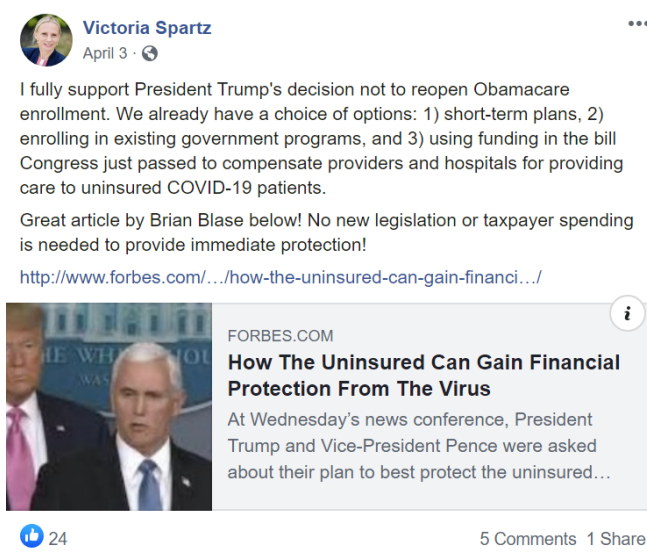 Victoria Spartz
April 3 ·
I fully support President Trump's decision not to reopen Obamacare
enrollment. We already have a choice of options: 1) short-term plans, 2)
enrolling in existing government programs, and 3) using funding in the bill
Congress just passed to compensate providers and hospitals for providing
care to uninsured COVID-19 patients.
Great article by Brian Blase below! No new legislation or taxpayer spending
is needed to provide immediate protection!
http://www.forbes.com/…/how-the-uninsured-can-gain-financi…/
FORBES.COM
How The Uninsured Can Gain Financial
Protection From The Virus
At Wednesday's news conference, President
Trump and Vice-President Pence were asked
about their plan to best protect the uninsured...
24
5 Comments 1 Share